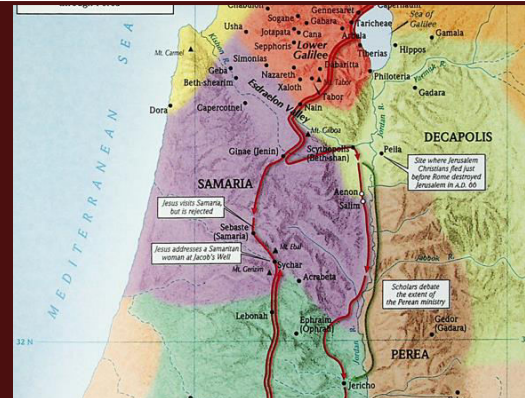 Usha
Sogane
Gennesaret
Capernaum
Gabara
Taricheae
Sea of
Galilee
Jotapata
Cana
Arbela
Sepphoris
Lower
Galilee
Tiberias
Hippos
Gamala
Mt. Carmel
Kishon R.
Simonias
Geba
Beth-shearim
Nazareth
Dabaritta
Mt. Tabor
Xaloth
Tabor
Philoteria
Yarmuk R.
Dora
Capercotnei
Esdraelon Valley
Nain
Gadara
Mt. Gilboa
Jordan R.
DECAPOLIS
Ginae (Jenin)
Scythopolis
(Beth-shan)
Pella
Site where Jerusalem
Christians fled just
before Rome destroyed
Jerusalem in A.D. 66
SAMARIA
Aenon
Salim
Jesus visits Samaria,
but is rejected
Sebaste
(Samaria)
Mt. Ebal
Jesus addresses a Samaritan
woman at Jacob's Well
Sychar
Mt. Gerizim
Acrabeta
Jabbok R.
Scholars debate
the extent of
the Perean ministry
MEDITERRANEAN SEA
Lebonah
Ephraim
(Ophrah)
Gedor
(Gadara)
32 N
32 N
Jordan R.
PEREA
Jericho